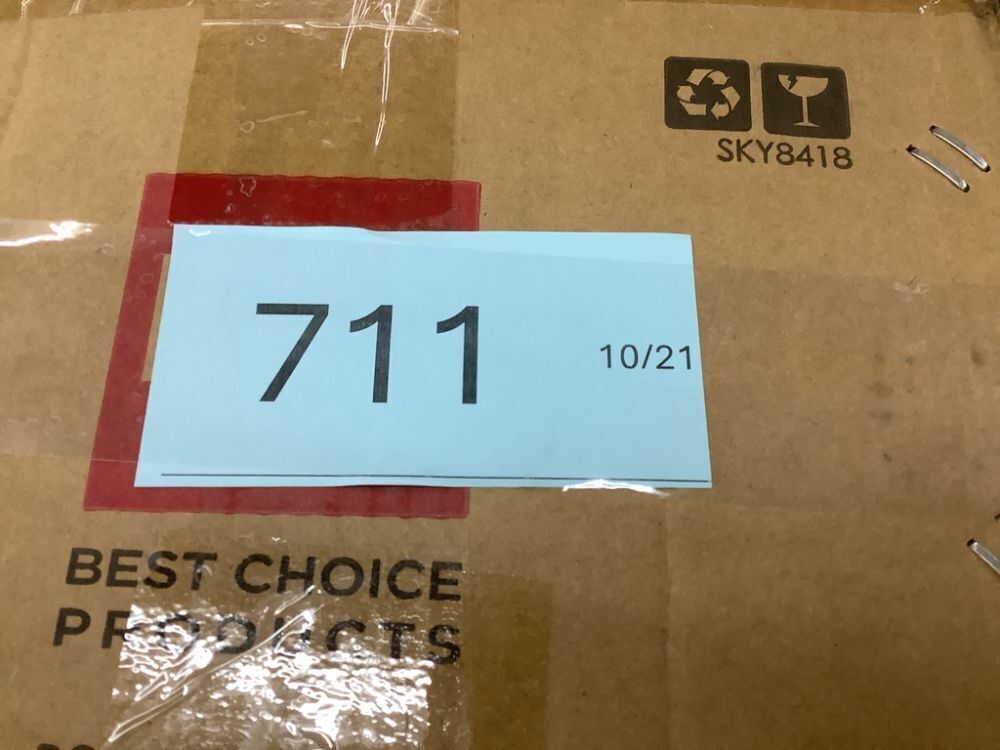 SKY8418
711
10/21
BEST CHOICE
PRODUCTS